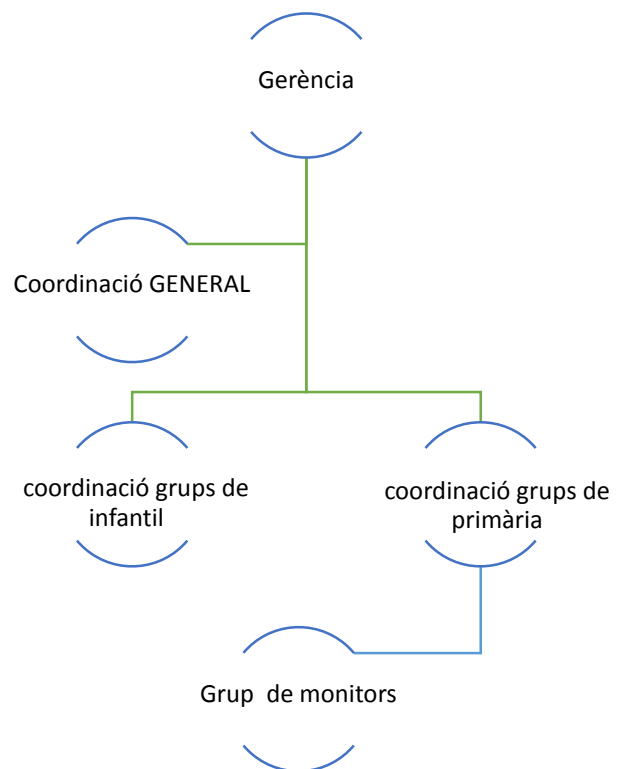 Gerència
Coordinació GENERAL
coordinació grups de
infantil
coordinació grups de
primària
Grup  de monitors